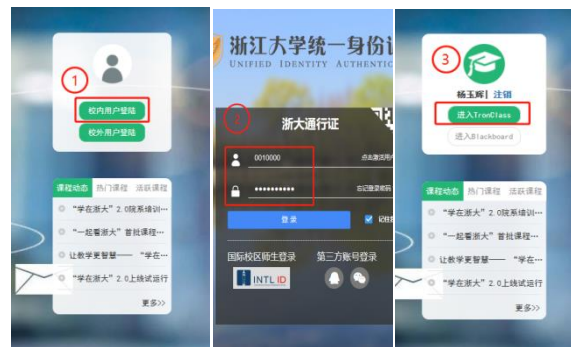 1
校内用户登陆
校外用户登陆
课程动态 热门课程 活跃课程
“学在浙大”2.0院系培训…
“一起看浙大”首批课程…
让教学更智慧——“学在…
“学在浙大”2.0上线试运行
更多>>
浙江大学统一身份认
UNIFIED IDENTITY AUTHENTIC
2
浙大通行证
0010000
点击激活用户
••••••••••
忘记登录密码
登录
国际校区师生登录 第三方账号登录
INTL ID
3
杨玉辉| 注销
进入TronClass
进入Blackboard
课程动态 热门课程 活跃课程
“学在浙大”2.0院系培训…
“一起看浙大”首批课程…
让教学更智慧——“学在…
“学在浙大”2.0上线试运行
更多>>